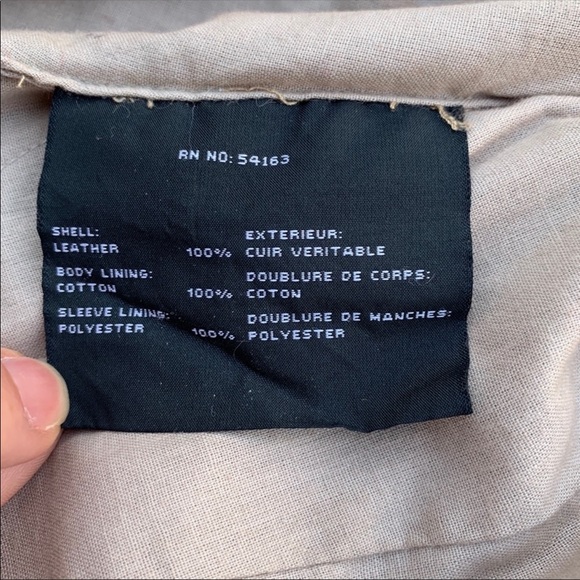 RN NO: 54163
SHELL: EXTERIEUR:
LEATHER 100% CUIR VERITABLE
BODY LINING: DOUBLURE DE CORPS:
COTTON 100% COTON
SLEEVE LINING: DOUBLURE DE MANCHES:
POLYESTER 100% POLYESTER